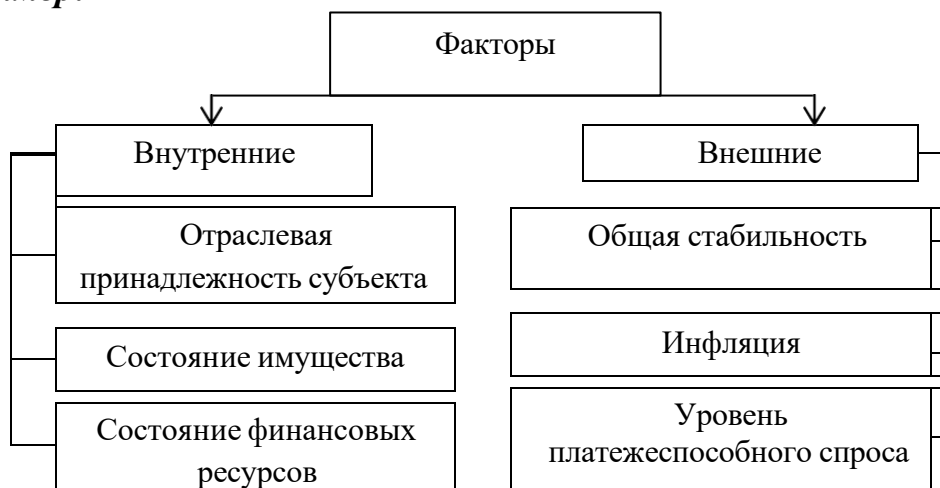 Факторы
Внутренние
Отраслевая
принадлежность субъекта
Состояние имущества
Состояние финансовых
ресурсов
Внешние
Общая стабильность
Инфляция
Уровень
платежеспособного спроса